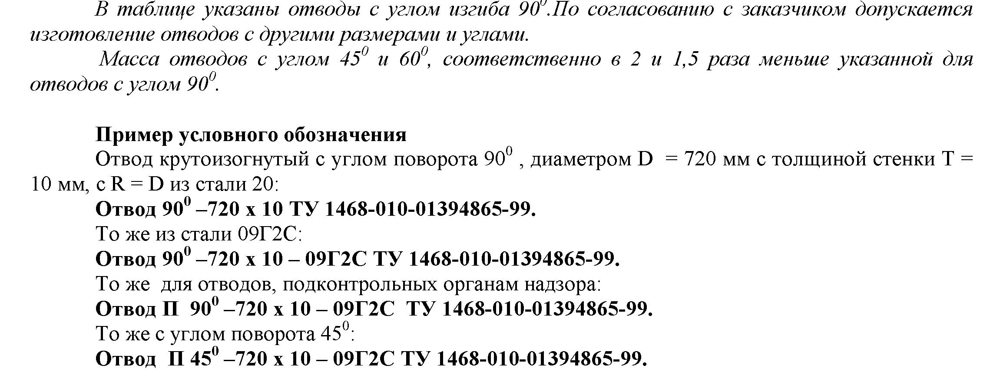 В таблице указаны отводы с углом изгиба 90⁰.По согласованию с заказчиком допускается
изготовление отводов с другими размерами и углами.
Масса отводов с углом 45⁰ и 60⁰, соответственно в 2 и 1,5 раза меньше указанной для
отводов с углом 90⁰.
Пример условного обозначения
Отвод крутоизогнутый с углом поворота 90⁰ , диаметром D = 720 мм с толщиной стенки T =
10 мм, с R = D из стали 20:
Отвод 90⁰ –720 х 10 ТУ 1468-010-01394865-99.
То же из стали 09Г2С:
Отвод 90⁰ –720 х 10 – 09Г2С ТУ 1468-010-01394865-99.
То же для отводов, подконтрольных органам надзора:
Отвод П 90⁰ –720 х 10 – 09Г2С ТУ 1468-010-01394865-99.
То же с углом поворота 45⁰:
Отвод П 45⁰ –720 х 10 – 09Г2С ТУ 1468-010-01394865-99.